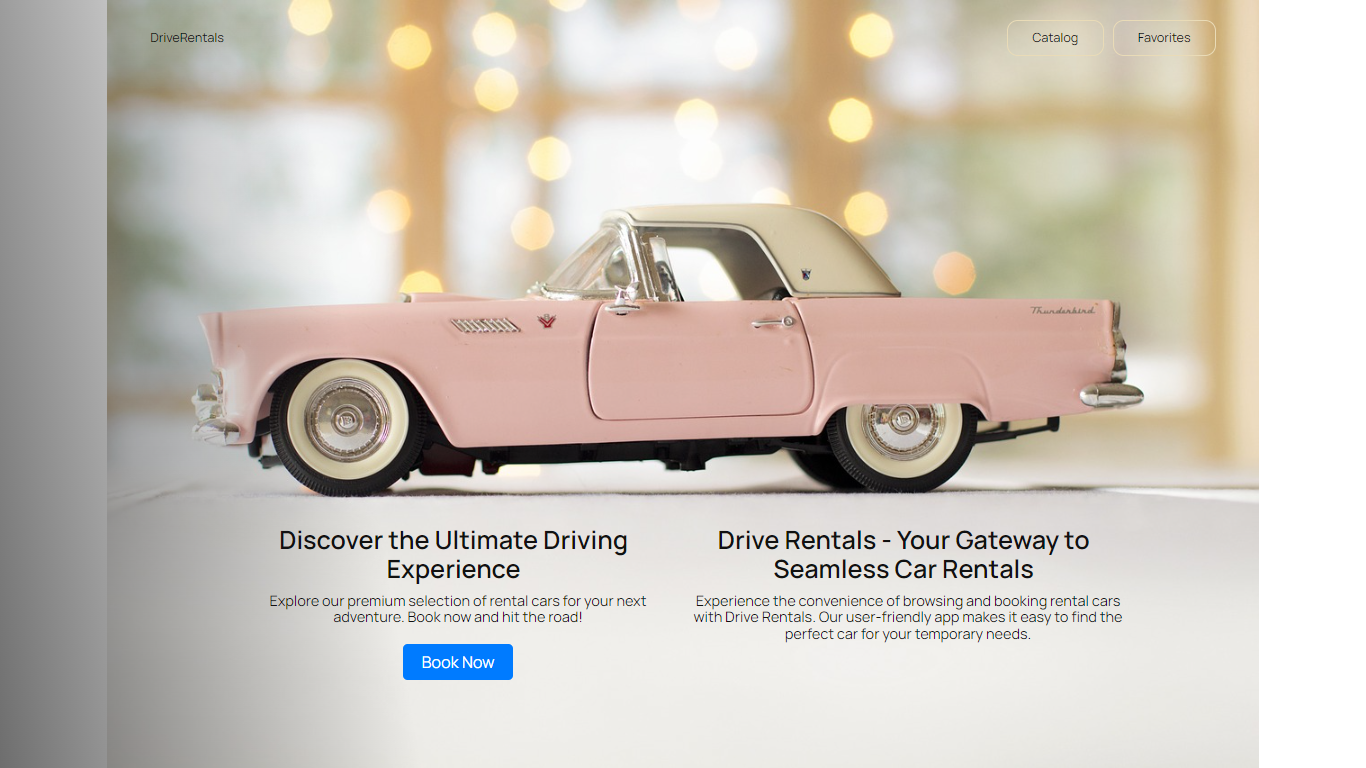 DriveRentals
Catalog
Favorites
Thunderbird
Discover the Ultimate Driving
Experience
Explore our premium selection of rental cars for your next
adventure. Book now and hit the road!
Book Now
Drive Rentals - Your Gateway to
Seamless Car Rentals
Experience the convenience of browsing and booking rental cars
with Drive Rentals. Our user-friendly app makes it easy to find the
perfect car for your temporary needs.